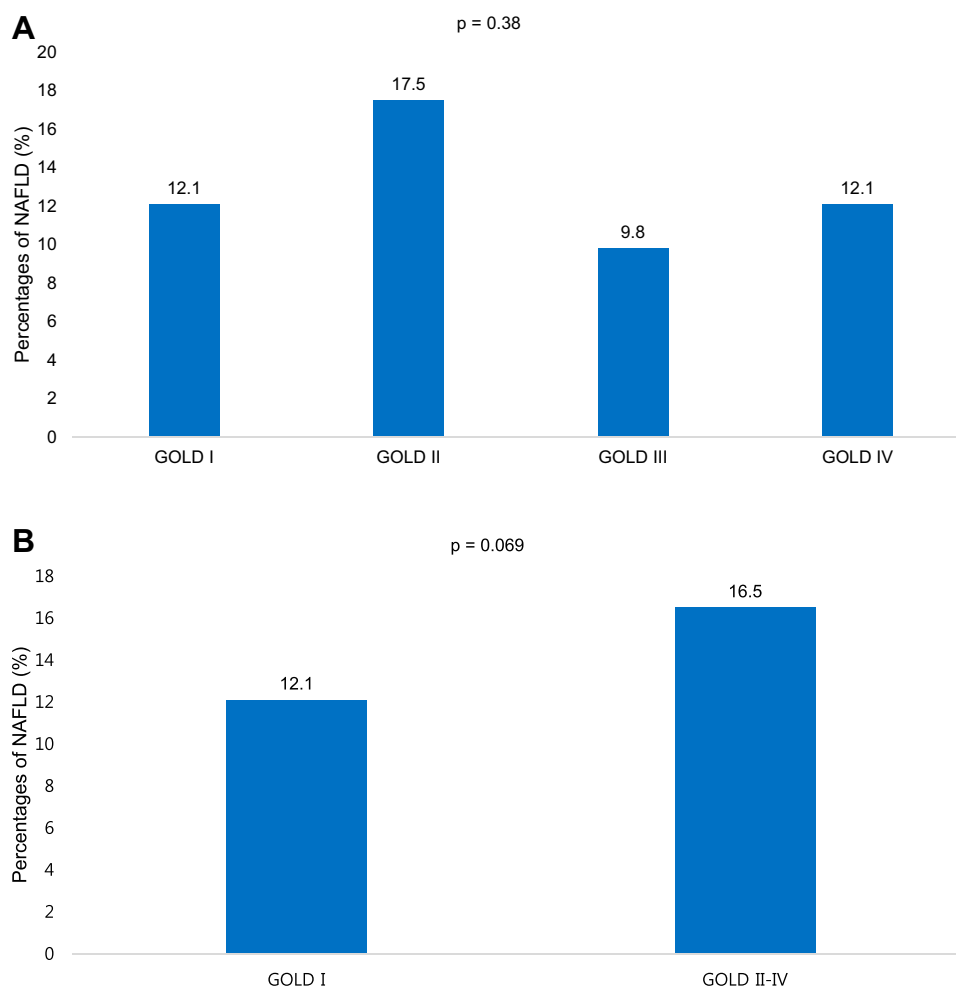 A
p = 0.38
Percentages of NAFLD (%)
20
18
16
14
12
10
8
6
4
2
0
12.1
17.5
9.8
12.1
GOLD I
GOLD II
GOLD III
GOLD IV
B
p = 0.069
Percentages of NAFLD (%)
18
16
14
12
10
8
6
4
2
0
12.1
16.5
GOLD I
GOLD II-IV